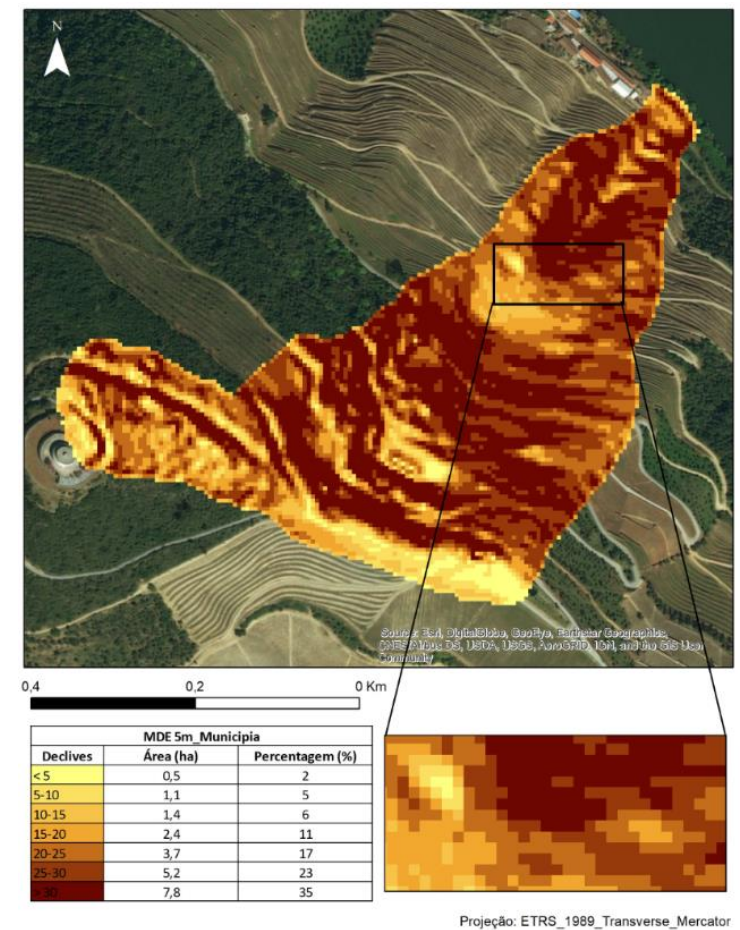 N
Source: Esri, DigitalGlobe, GeoEye, Earthstar Geographics,
CNES/Airbus DS, USDA, USGS, AeroGRID, IGN, and the GIS User
Community
0,4 0,2 0 Km
MDE 5m_Municipia
Declives Área (ha) Percentagem (%)
< 5 0,5 2
5-10 1,1 5
10-15 1,4 6
15-20 2,4 11
20-25 3,7 17
25-30 5,2 23
>30 7,8 35
Projeção: ETRS_1989_Transverse_Mercator